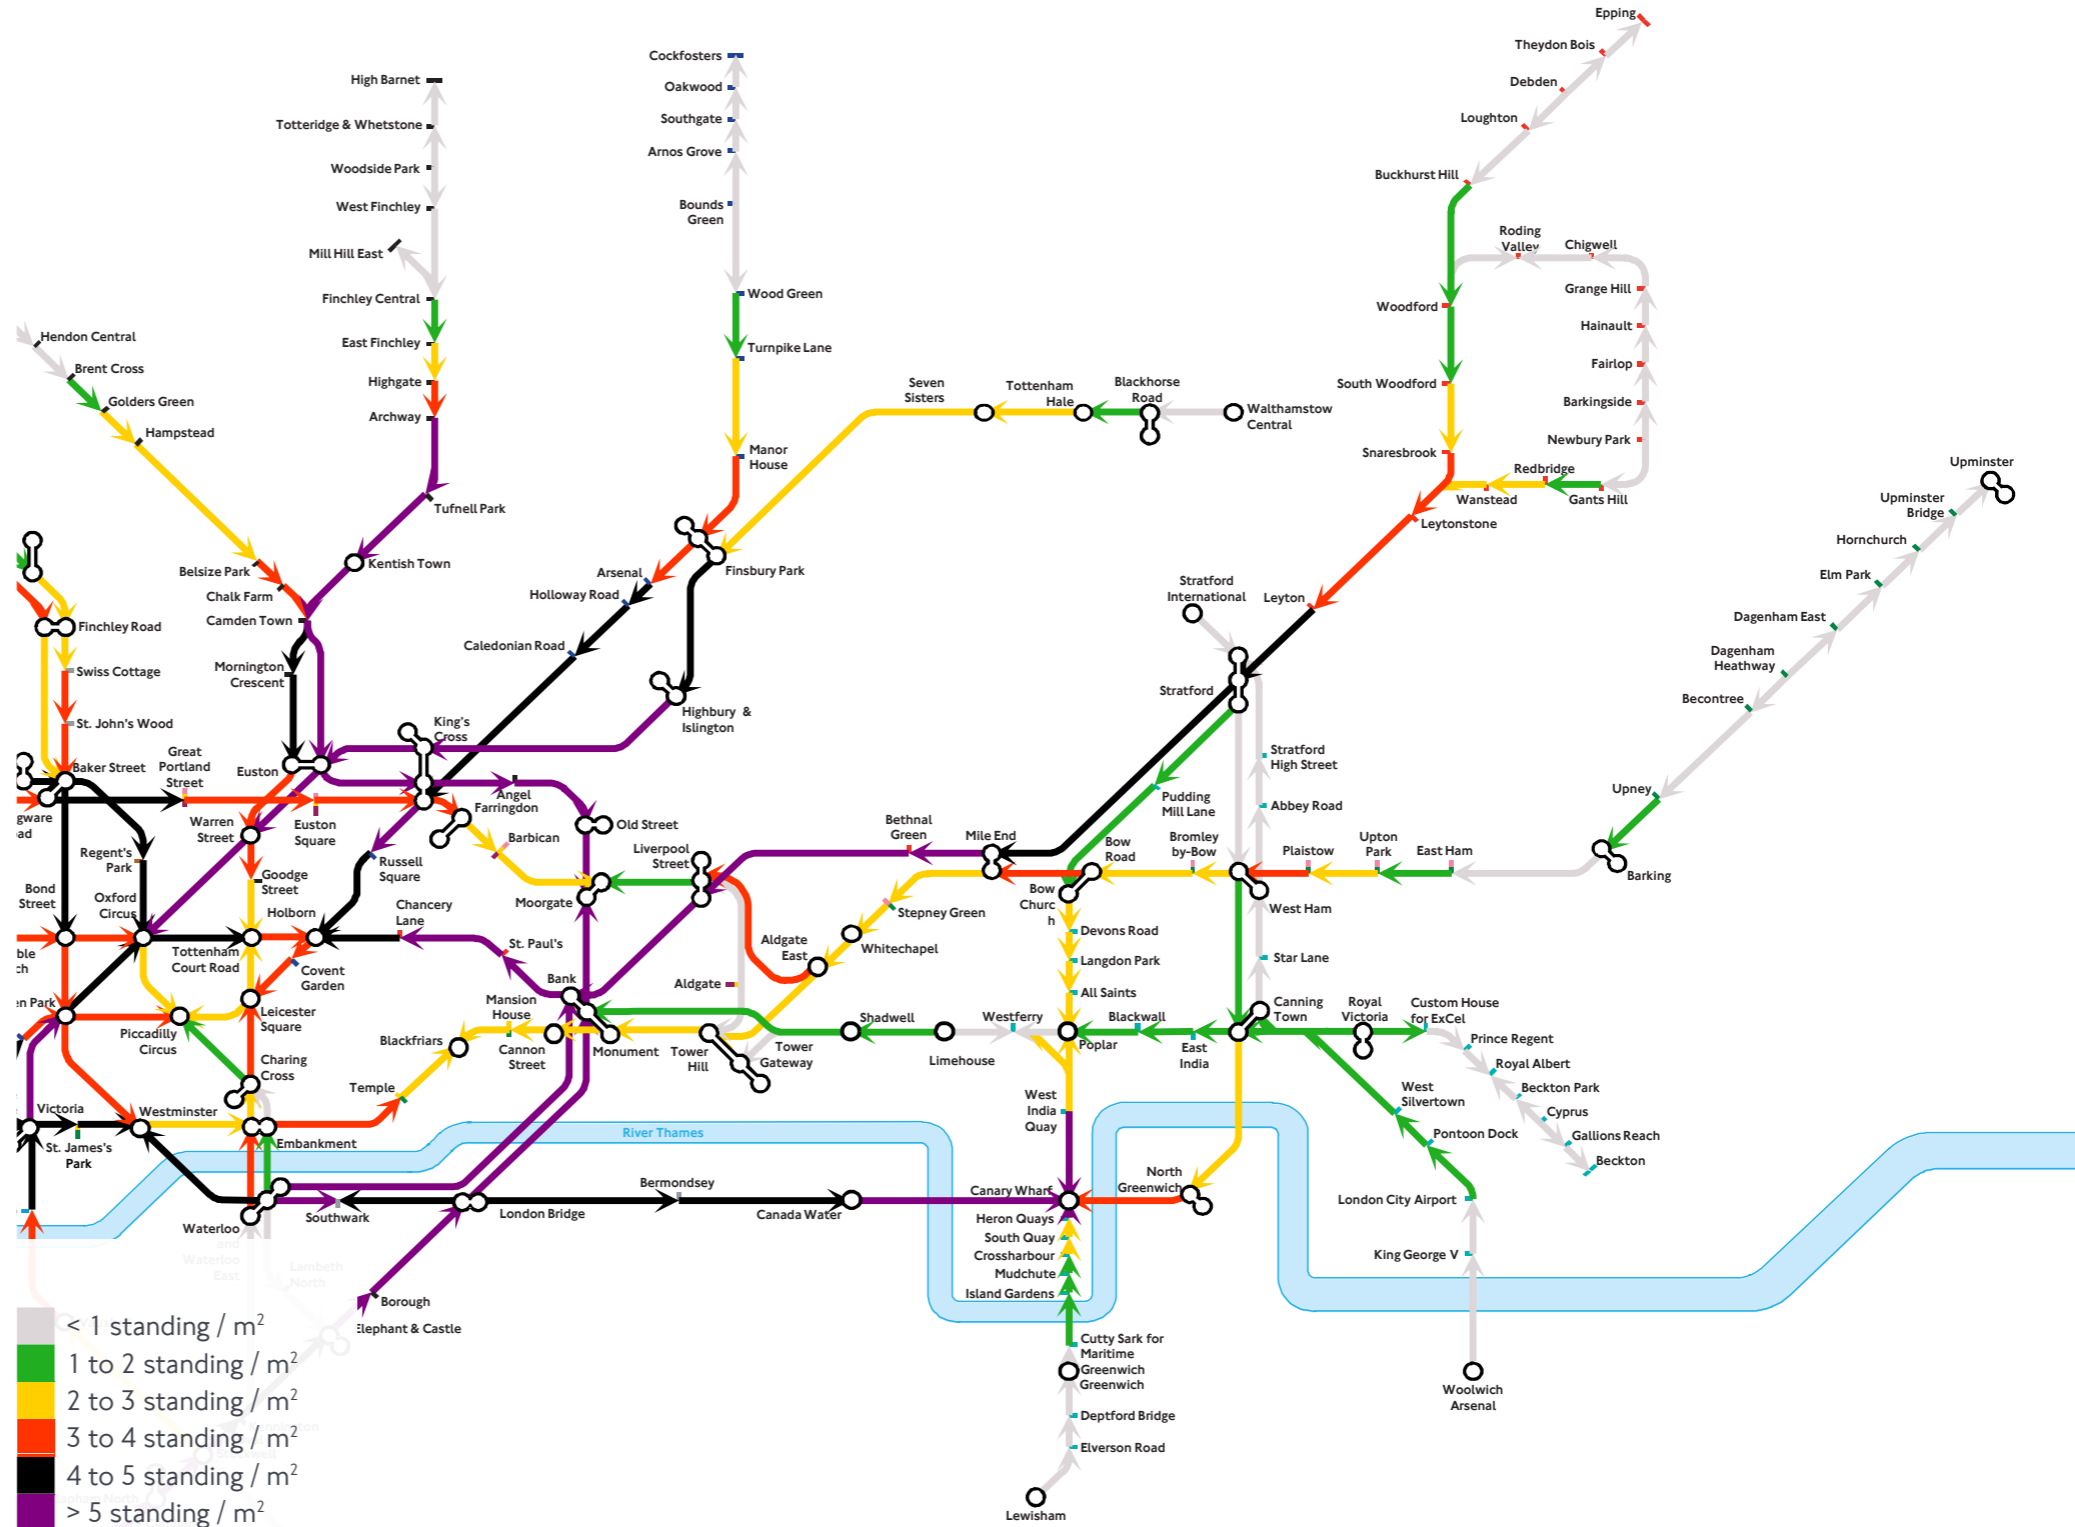 Epping
Theydon Bois
Debden
Loughton
Buckhurst Hill
Cockfosters
Oakwood
Southgate
Arnos Grove
Bounds
Green
High Barnet
Totteridge & Whetstone
Woodside Park
West Finchley
Mill Hill East
Finchley Central
East Finchley
Highgate
Archway
Wood Green
Turnpike Lane
Manor
House
Roding
Valley
Chigwell
Grange Hill
Hainault
Fairlop
Barkingside
Newbury Park
Woodford
South Woodford
Snaresbrook
Redbridge
Wanstead
Gants Hill
Leytonstone
Hendon Central
Brent Cross
Golders Green
Hampstead
Seven
Sisters
Tottenham
Hale
Blackhorse
Road
Walthamstow
Central
Upminster
Upminster
Bridge
Hornchurch
Elm Park
Dagenham East
Dagenham
Heathway
Becontree
Upney
Barking
Tufnell Park
Kentish Town
Belsize Park
Chalk Farm
Camden Town
Arsenal
Holloway Road
Caledonian Road
Finsbury Park
Stratford
International
Leyton
Stratford
Finchley Road
Swiss Cottage
St. John's Wood
Mornington
Crescent
King's
Cross
Highbury &
Islington
Baker Street
Great
Portland
Street
Euston
Angel
Farringdon
Stratford
High Street
Abbey Road
Pudding
Mill Lane
gware
ad
Warren
Street
Euston
Square
Barbican
Old Street
Liverpool
Street
Bethnal
Green
Mile End
Bow
Road
Bromley
by-Bow
Plaistow
Upton
Park
East Ham
Regent's
Park
Russell
Square
Goodge
Street
Bond
Street
Oxford
Circus
Holborn
Chancery
Lane
Moorgate
Stepney Green
Bow
Churc
h
West Ham
Tottenham
Court Road
St. Paul's
Aldgate
East
Whitechapel
Devons Road
Langdon Park
All Saints
Star Lane
ble
ch
Covent
Garden
Bank
Aldgate
en Park
Leicester
Square
Piccadilly
Circus
Mansion
House
Blackfriars
Cannon
Street
Monument
Tower
Hill
Tower
Gateway
Shadwell
Limehouse
Westferry
Poplar
Blackwall
East
India
Canning
Town
Royal
Victoria
Custom House
for ExCel
Prince Regent
Royal Albert
Beckton Park
Cyprus
Gallions Reach
Beckton
Charing
Cross
Temple
West
India
Quay
West
Silvertown
Pontoon Dock
Victoria
Westminster
Embankment
River Thames
St. James's
Park
North
Greenwich
Canary Wharf
Bermondsey
London City Airport
Waterloo
and
Waterloo
East
Southwark
London Bridge
Canada Water
Heron Quays
South Quay
Crossharbour
Mudchute
Island Gardens
King George V
Lambeth
North
Borough
Elephant & Castle
Cutty Sark for
Maritime
Greenwich
Greenwich
Deptford Bridge
Elverson Road
Lewisham
Woolwich
Arsenal
< 1 standing / m²
1 to 2 standing / m²
2 to 3 standing / m²
3 to 4 standing / m²
4 to 5 standing / m²
> 5 standing / m²